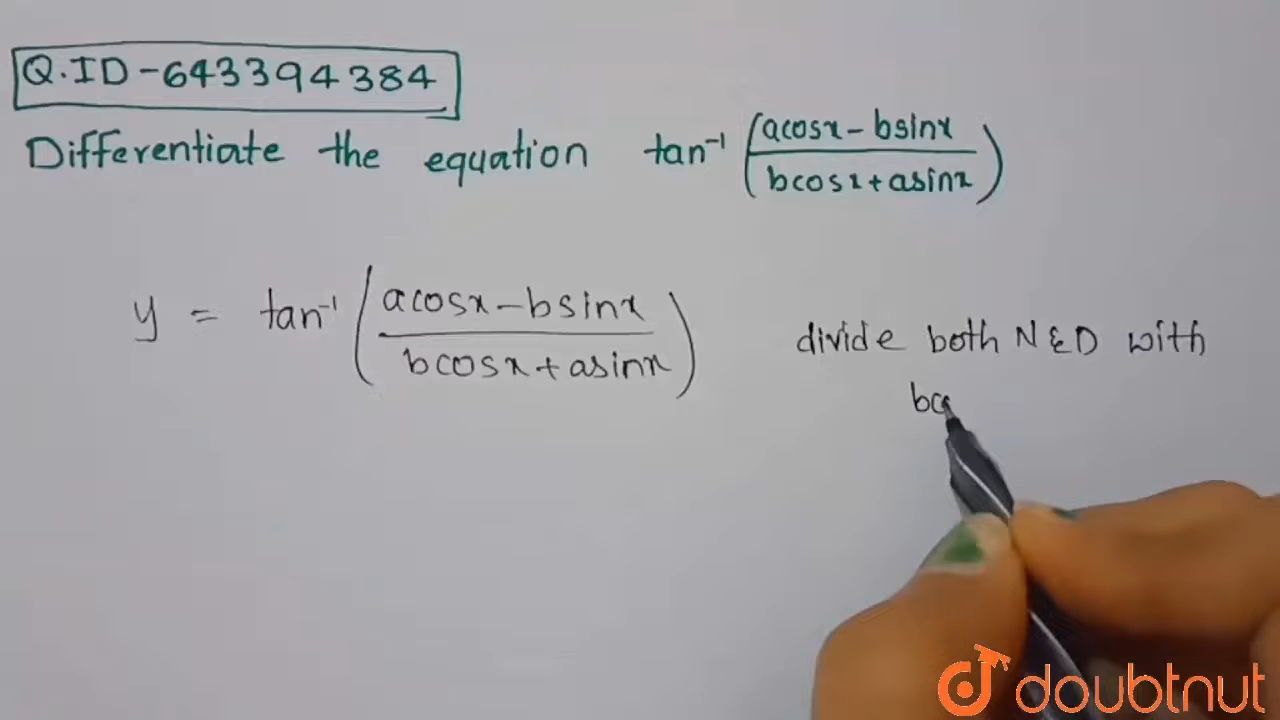 Q.ID-643394384
Differentiate the equation tan⁻¹ (acosx - bsinx / bcosx + asinx)
y = tan⁻¹ (acosx - bsinx / bcosx + asinx)
divide both N & D with
bco
doubtnut